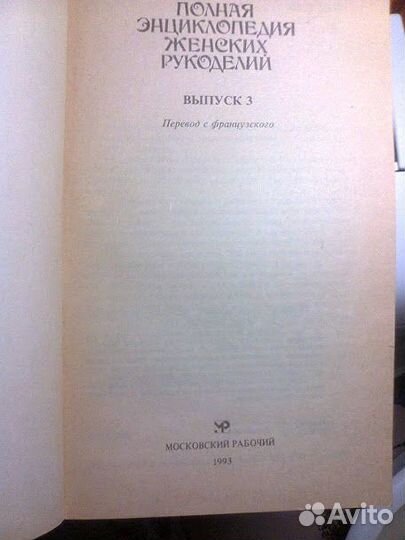 ПОЛНАЯ
ЭНЦИКЛОПЕДИЯ
ЖЕНСКИХ
РУКОДЕЛИЙ
ВЫПУСК 3
Перевод с французского
МР
МОСКОВСКИЙ РАБОЧИЙ
1993
Avito